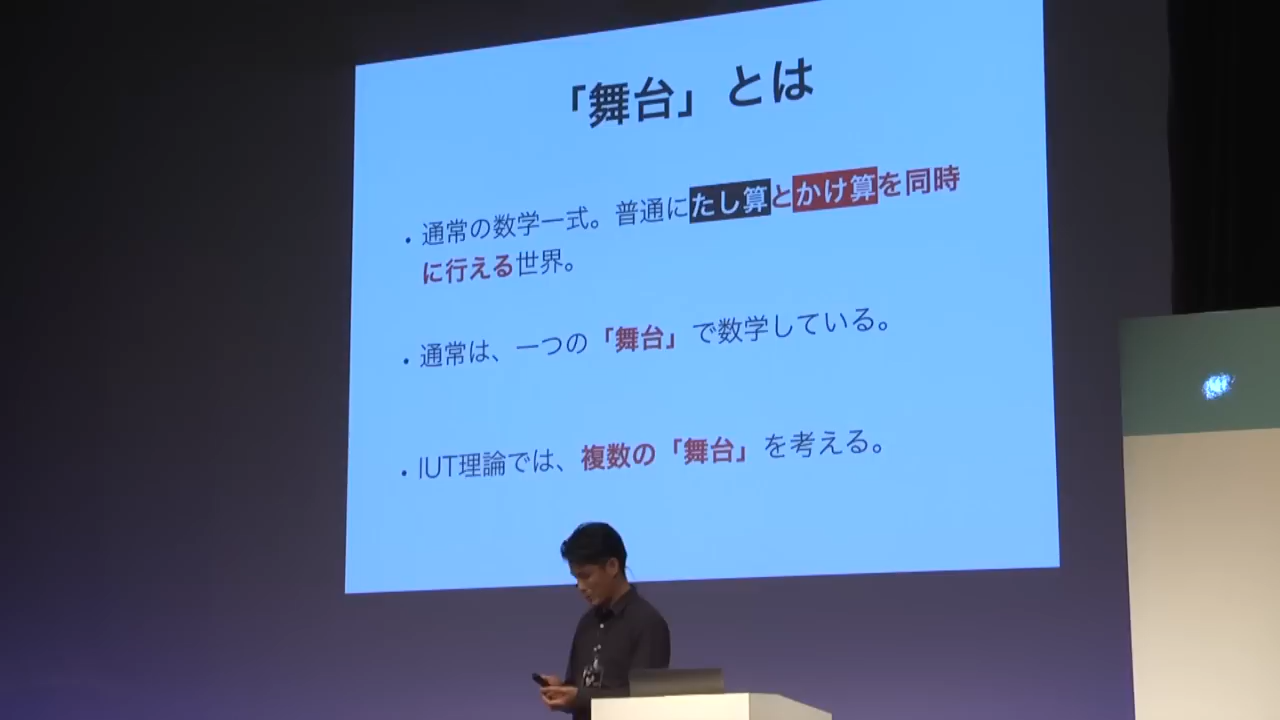 「舞台」とは
・通常の数学一式。普通にたし算とかけ算を同時
に行える世界。
・通常は、一つの「舞台」で数学している。
・IUT理論では、複数の「舞台」を考える。